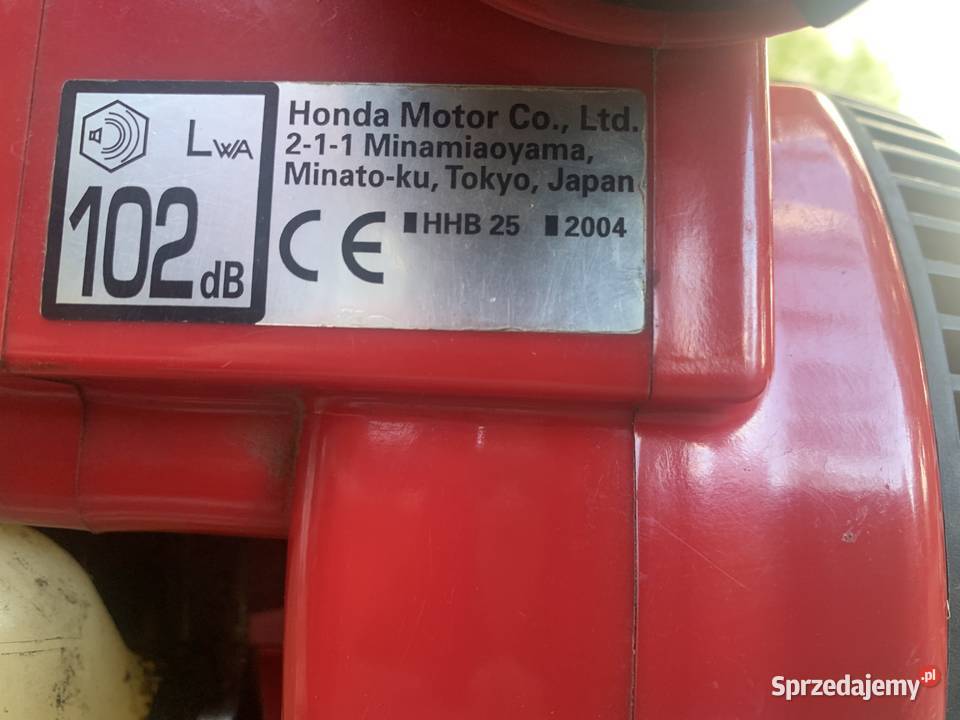 LWA
102 dB
Honda Motor Co., Ltd.
2-1-1 Minamiaoyama,
Minato-ku, Tokyo, Japan
CE ■HHB 25 ■2004
Sprzedajemy.pl